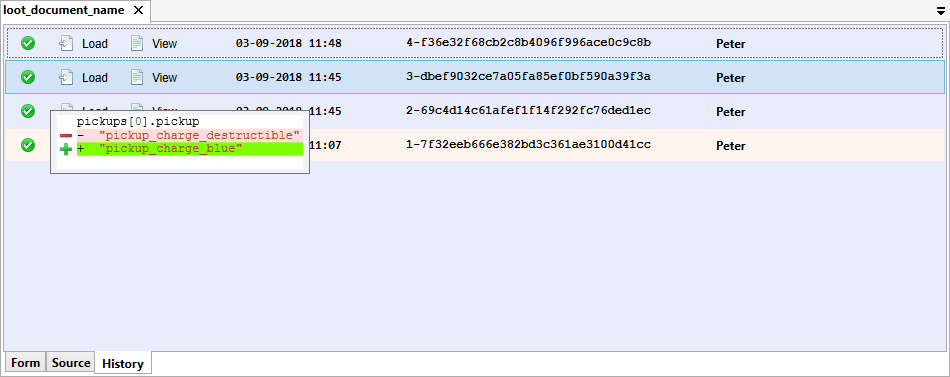 loot_document_name
Load View 03-09-2018 11:48 4-f36e32f68cb2c8b4096f996ace0c9c8b Peter
Load View 03-09-2018 11:45 3-dbef9032ce7a05fa85ef0bf590a39f3a Peter
Load View 03-09-2018 11:45 2-69c4d14c61afef1f14f292fc76ded1ec Peter
pickups[0].pickup
- "pickup_charge_destructible"
+ "pickup_charge_blue"
11:07 1-7f32eeb666e382bd3c361ae3100d41cc Peter
Form Source History